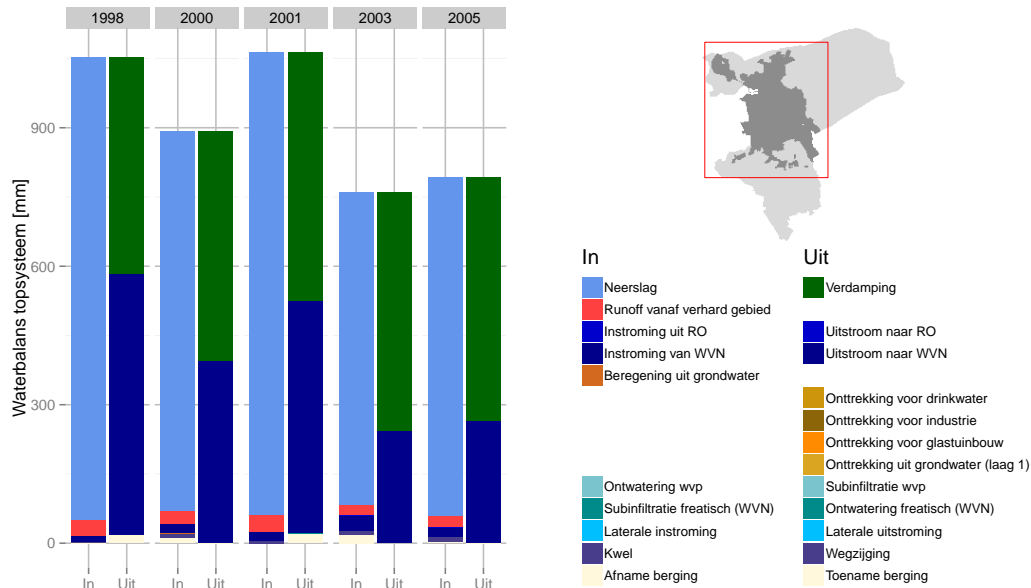 1998 2000 2001 2003 2005
Waterbalans topsysteem [mm]
900
600
300
0
In Uit In Uit In Uit In Uit In Uit
In
Neerslag
Runoff vanaf verhard gebied
Instroming uit RO
Instroming van WVN
Beregening uit grondwater
Ontwatering wvp
Subinfiltratie freatisch (WVN)
Laterale instroming
Kwel
Afname berging
Uit
Verdamping
Uitstroom naar RO
Uitstroom naar WVN
Onttrekking voor drinkwater
Onttrekking voor industrie
Onttrekking voor glastuinbouw
Onttrekking uit grondwater (laag 1)
Subinfiltratie wvp
Ontwatering freatisch (WVN)
Laterale uitstroming
Wegzijging
Toename berging